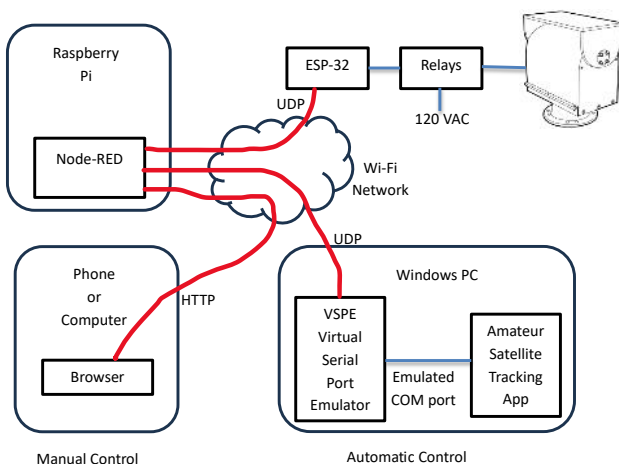 Raspberry
Pi
Node-RED
ESP-32
Relays
UDP
120 VAC
Wi-Fi
Network
UDP
Phone
or
Computer
HTTP
Browser
Windows PC
VSPE
Virtual
Serial
Port
Emulator
Emulated
COM port
Amateur
Satellite
Tracking
App
Manual Control
Automatic Control